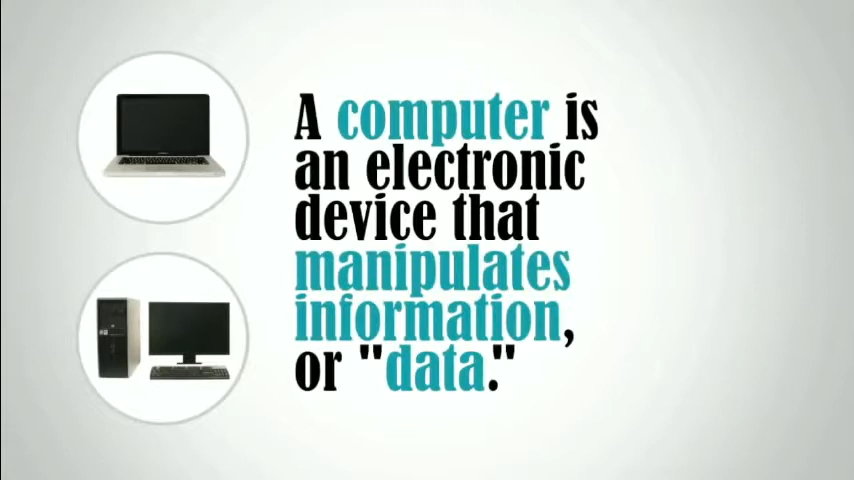 A computer is
an electronic
device that
manipulates
information,
or "data."